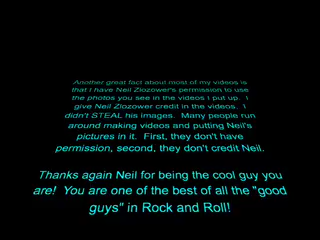 Another great fact about most of my videos is
that I have Neil Zlozower's permission to use
the photos you see in the videos I put up.  I
give Neil Zlozower credit in the videos.  I
didn't STEAL his images.  Many people run
around making videos and putting Neil's
pictures in it.  First, they don't have
permission, second, they don't credit Neil.

Thanks again Neil for being the cool guy you
are!  You are one of the best of all the "good
guys" in Rock and Roll!